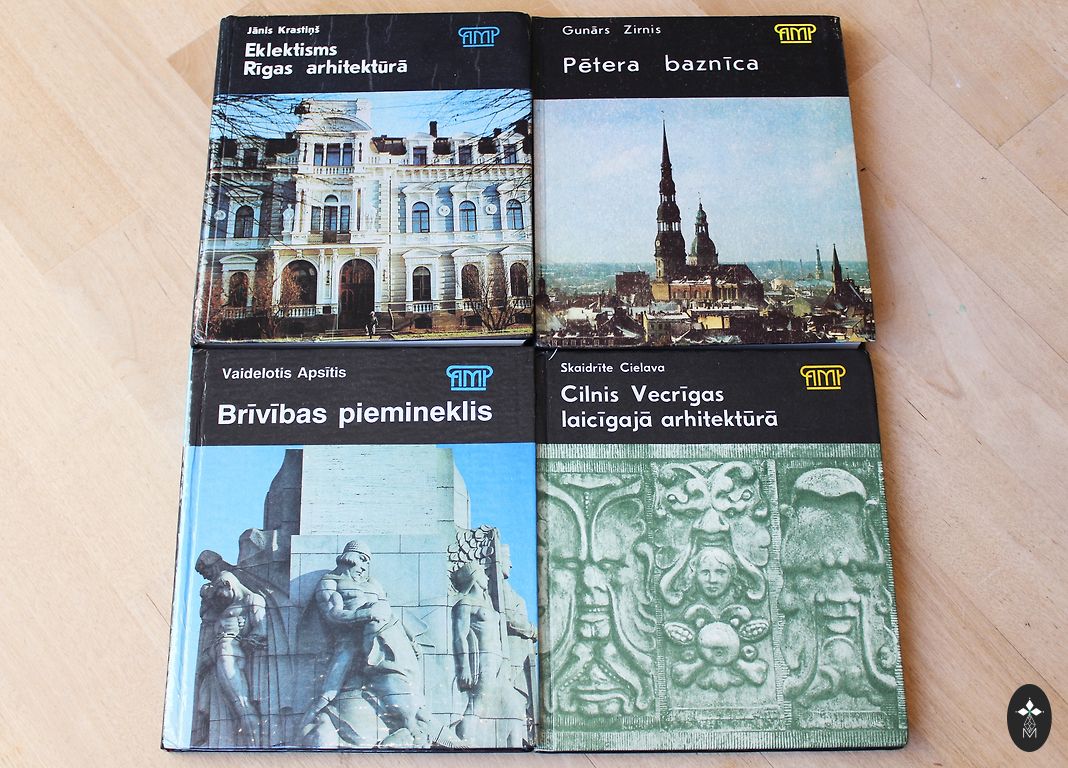 Jānis Krastiņš
Eklektisms
Rīgas arhitektūrā
AMP
Gunārs Zirnis
Pētera baznīca
AMP
Vaidelotis Apsītis
Brīvības piemineklis
AMP
Skaidrīte Cielava
Cilnis Vecrīgas
laicīgajā arhitektūrā
AMP
M